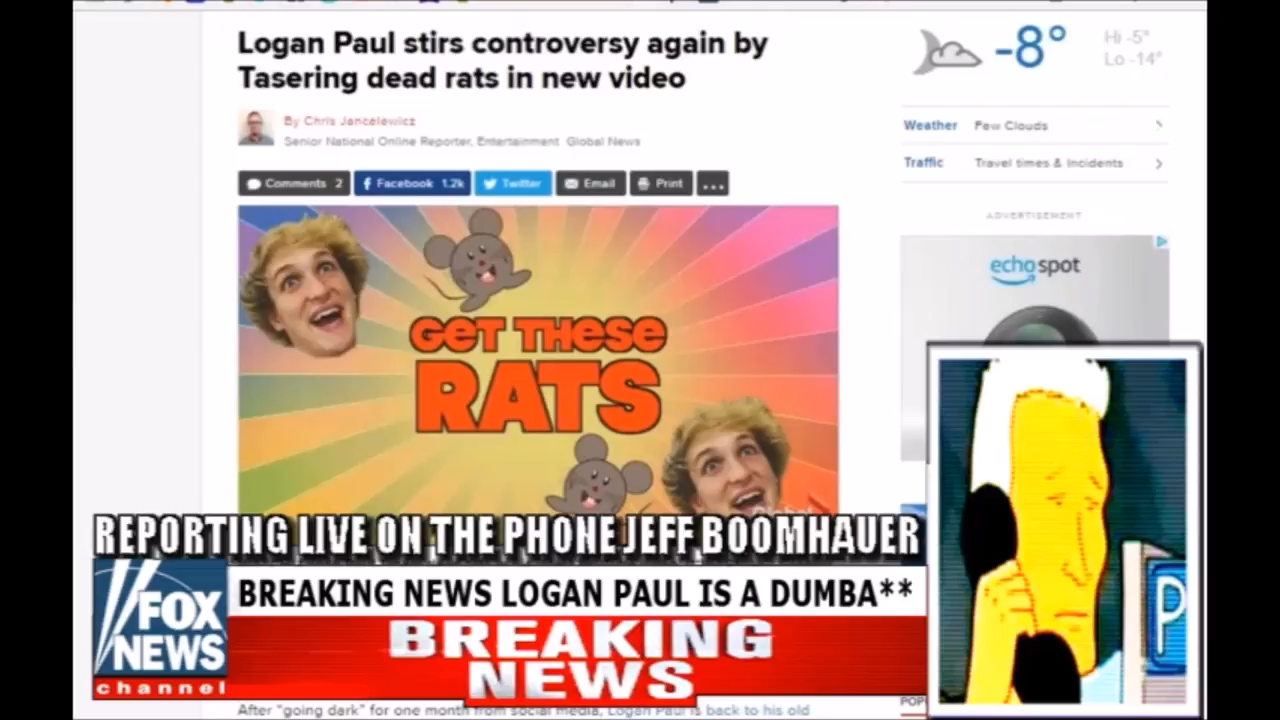 Logan Paul stirs controversy again by
Tasering dead rats in new video
By Chris Jancelewicz
Senior National Online Reporter, Entertainment Global News
Comments 2
Facebook 1.2k
Twitter
Email
Print
...
-8°
Hi -5°
Lo -14°
Weather Few Clouds
Traffic Travel times & Incidents
ADVERTISEMENT
echo spot
GET THESE
RATS
Global
REPORTING LIVE ON THE PHONE JEFF BOOMHAUER
FOX
NEWS
channel
BREAKING NEWS LOGAN PAUL IS A DUMBA**
BREAKING
NEWS
P
After "going dark" for one month from social media, Logan Paul is back to his old
POP